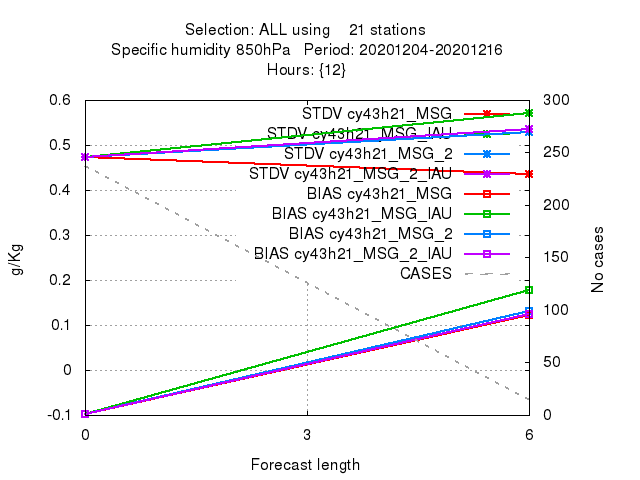 Selection: ALL using    21 stations
Specific humidity 850hPa   Period: 20201204-20201216
Hours: {12}
0.6
0.5
0.4
0.3
0.2
0.1
0
-0.1
g/Kg
STDV cy43h21_MSG
STDV cy43h21_MSG_IAU
STDV cy43h21_MSG_2
STDV cy43h21_MSG_2_IAU
BIAS cy43h21_MSG
BIAS cy43h21_MSG_IAU
BIAS cy43h21_MSG_2
BIAS cy43h21_MSG_2_IAU
CASES
300
250
200
150
100
50
0
No cases
0 3 6
Forecast length